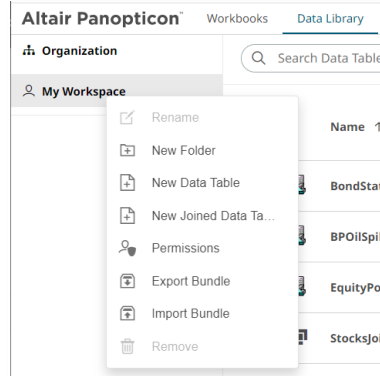 Altair Panopticon™ Workbooks Data Library
Organization
Search Data Table
My Workspace
Rename
Name
New Folder
New Data Table
BondSta
New Joined Data Ta...
BPOilSpil
Permissions
Export Bundle
EquityPo
Import Bundle
StocksJoi
Remove